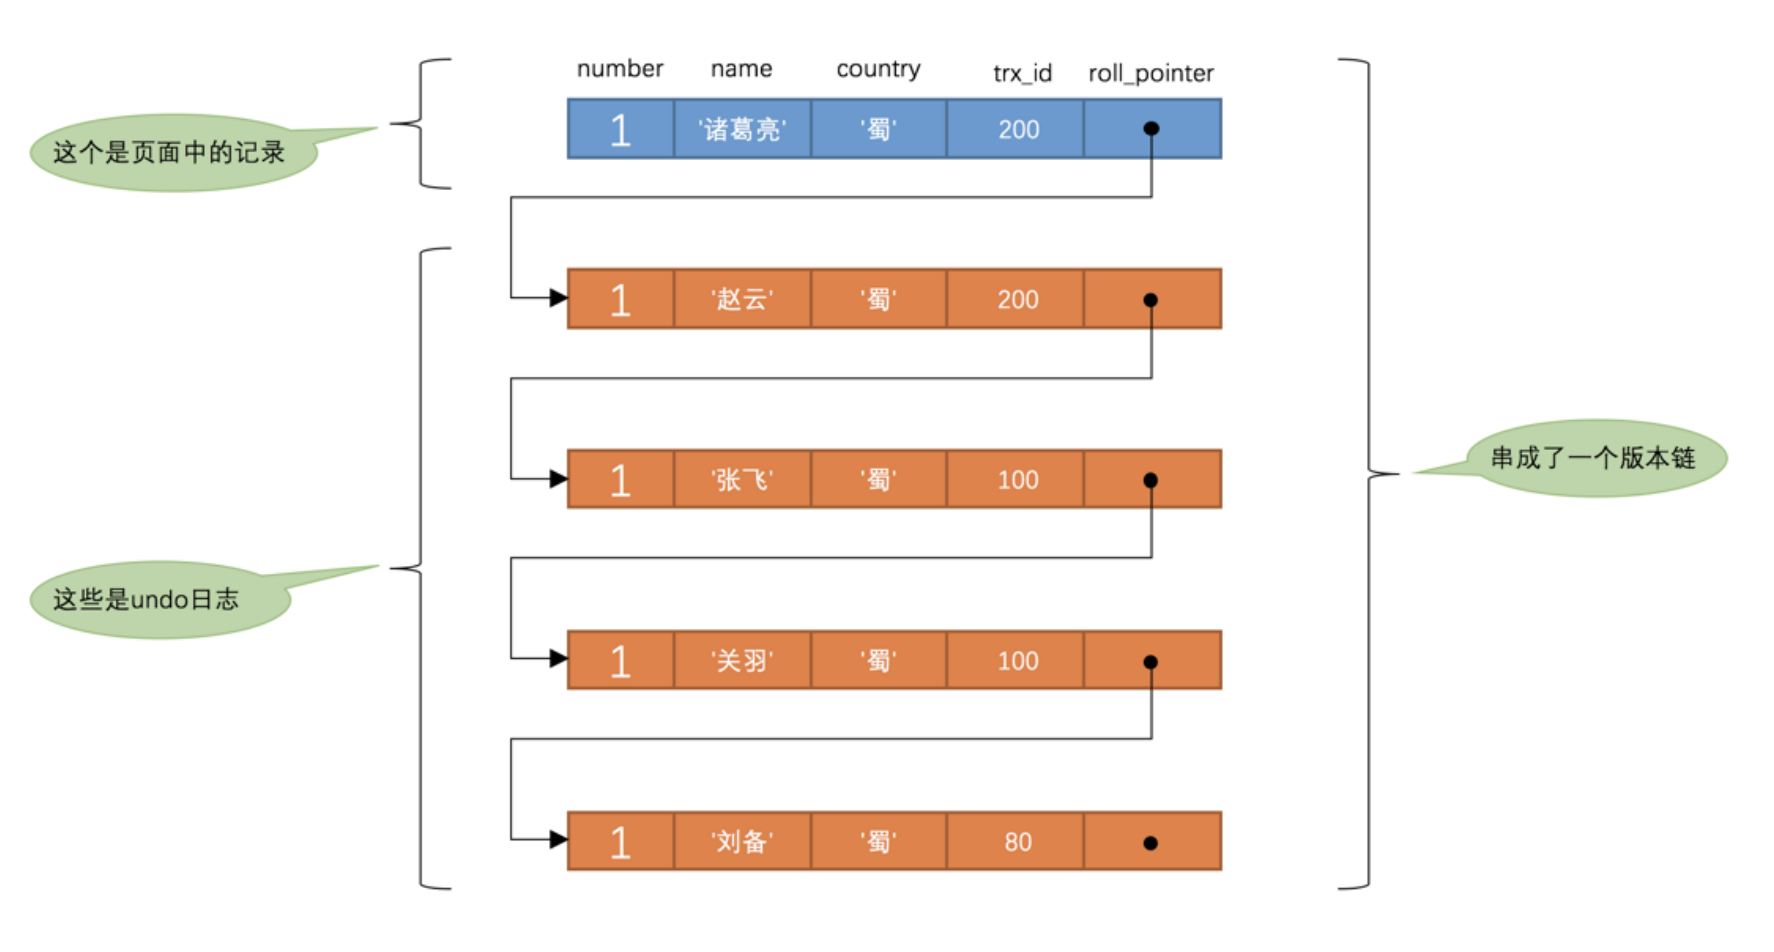 number name country trx_id roll_pointer
1 '诸葛亮' '蜀' 200
这个是页面中的记录
1 '赵云' '蜀' 200
1 '张飞' '蜀' 100
串成了一个版本链
这些是undo日志
1 '关羽' '蜀' 100
1 '刘备' '蜀' 80